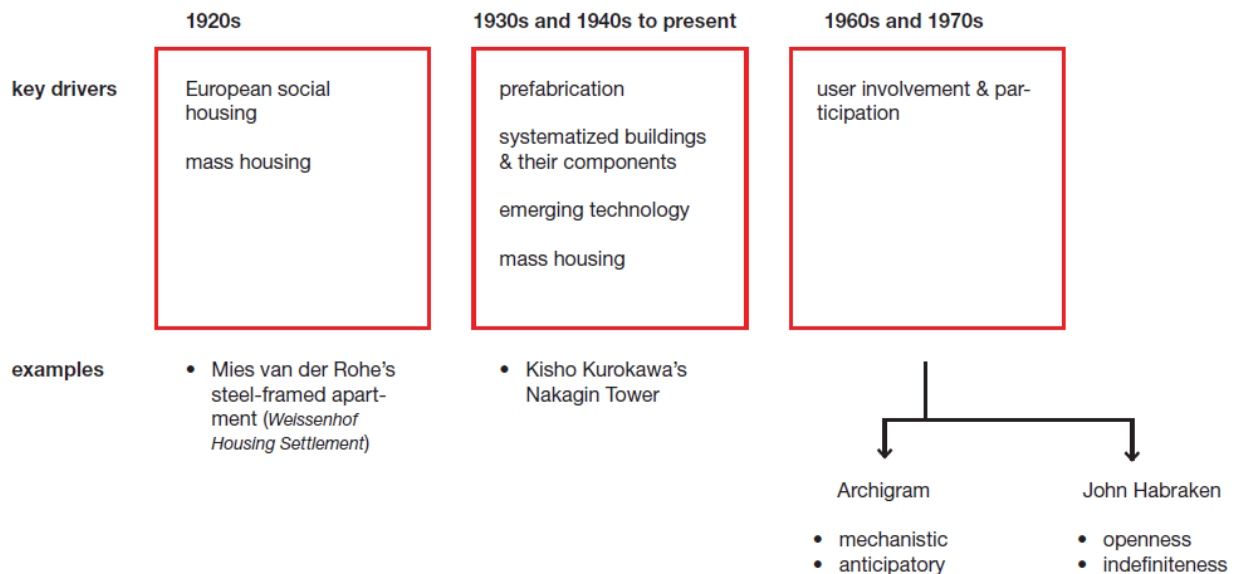 1920s
1930s and 1940s to present
1960s and 1970s
key drivers
European social
housing
mass housing
prefabrication
systematized buildings
& their components
emerging technology
mass housing
user involvement & par-
ticipation
examples
• Mies van der Rohe’s
steel-framed apart-
ment (Weissenhof
Housing Settlement)
• Kisho Kurokawa’s
Nakagin Tower
Archigram
• mechanistic
• anticipatory
John Habraken
• openness
• indefiniteness